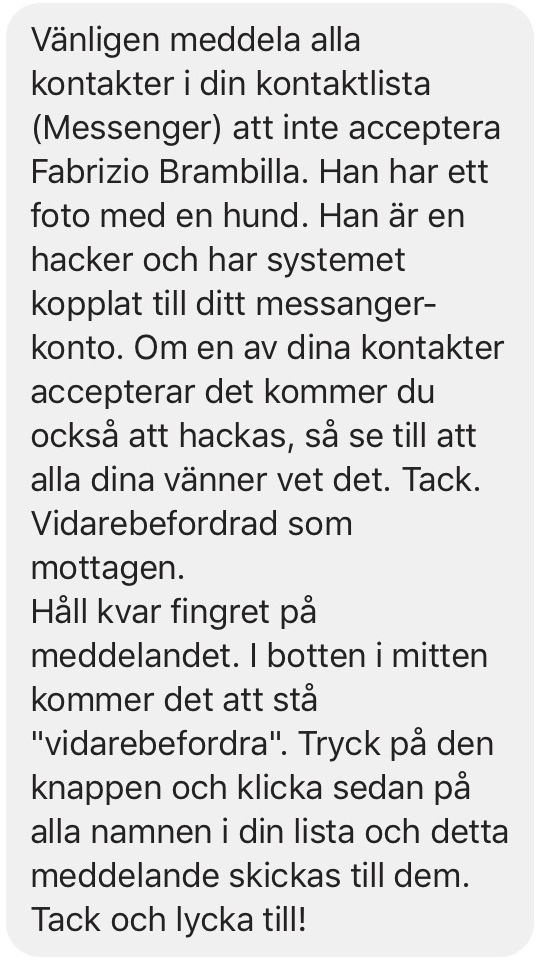 Vänligen meddela alla
kontakter i din kontaktlista
(Messenger) att inte acceptera
Fabrizio Brambilla. Han har ett
foto med en hund. Han är en
hacker och har systemet
kopplat till ditt messanger-
konto. Om en av dina kontakter
accepterar det kommer du
också att hackas, så se till att
alla dina vänner vet det. Tack.
Vidarebefordrad som
mottagen.
Håll kvar fingret på
meddelandet. I botten i mitten
kommer det att stå
"vidarebefordra". Tryck på den
knappen och klicka sedan på
alla namnen i din lista och detta
meddelande skickas till dem.
Tack och lycka till!